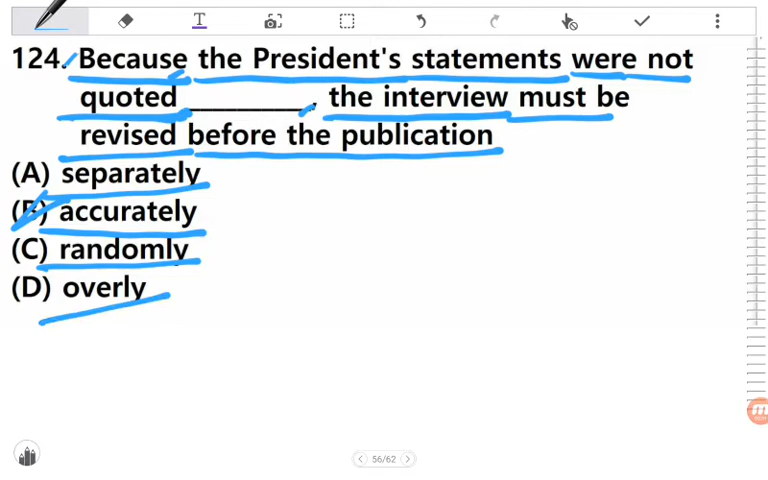 T
124. Because the President's statements were not
quoted __________, the interview must be
revised before the publication
(A) separately
(B) accurately
(C) randomly
(D) overly
56/62